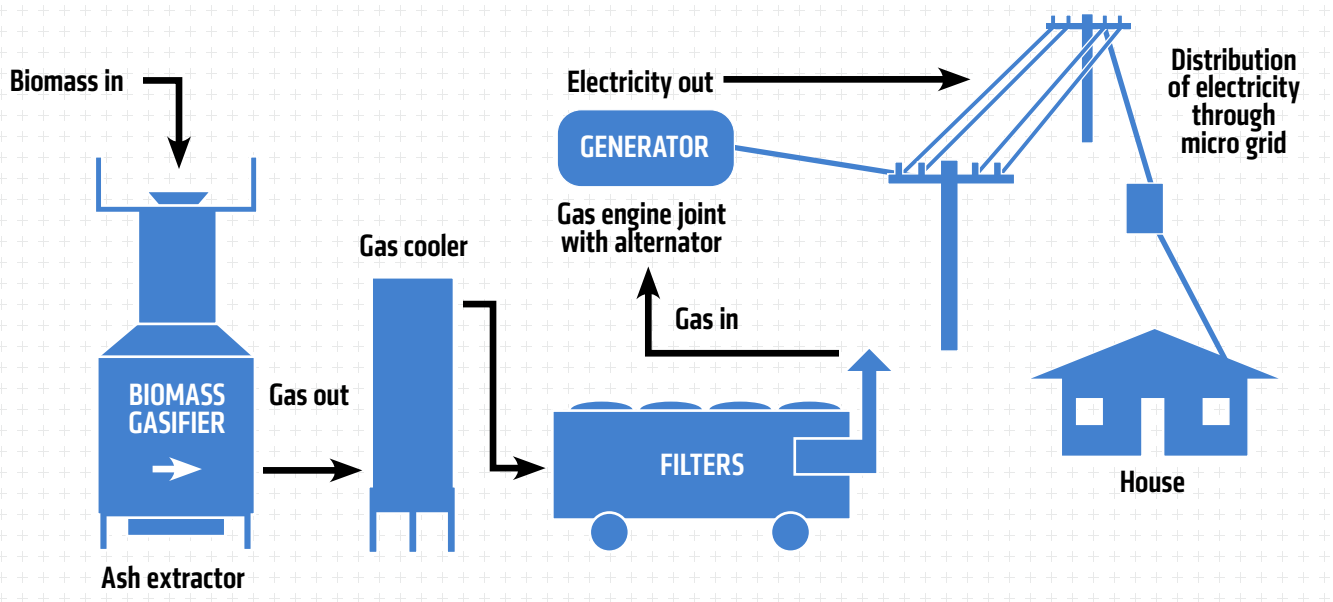 Biomass in
BIOMASS
GASIFIER
Ash extractor
Gas out
Gas cooler
FILTERS
Gas in
Gas engine joint
with alternator
GENERATOR
Electricity out
Distribution
of electricity
through
micro grid
House